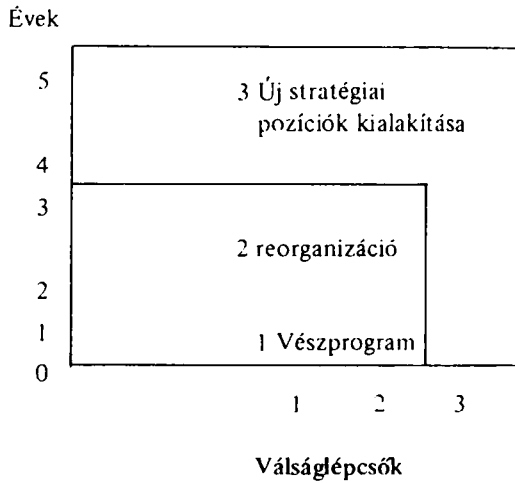 Évek
5
3 Új stratégiai
pozíciók kialakítása
4
3
2 reorganizáció
2
1
1 Vészprogram
0
1 2 3
Válságlépcsők